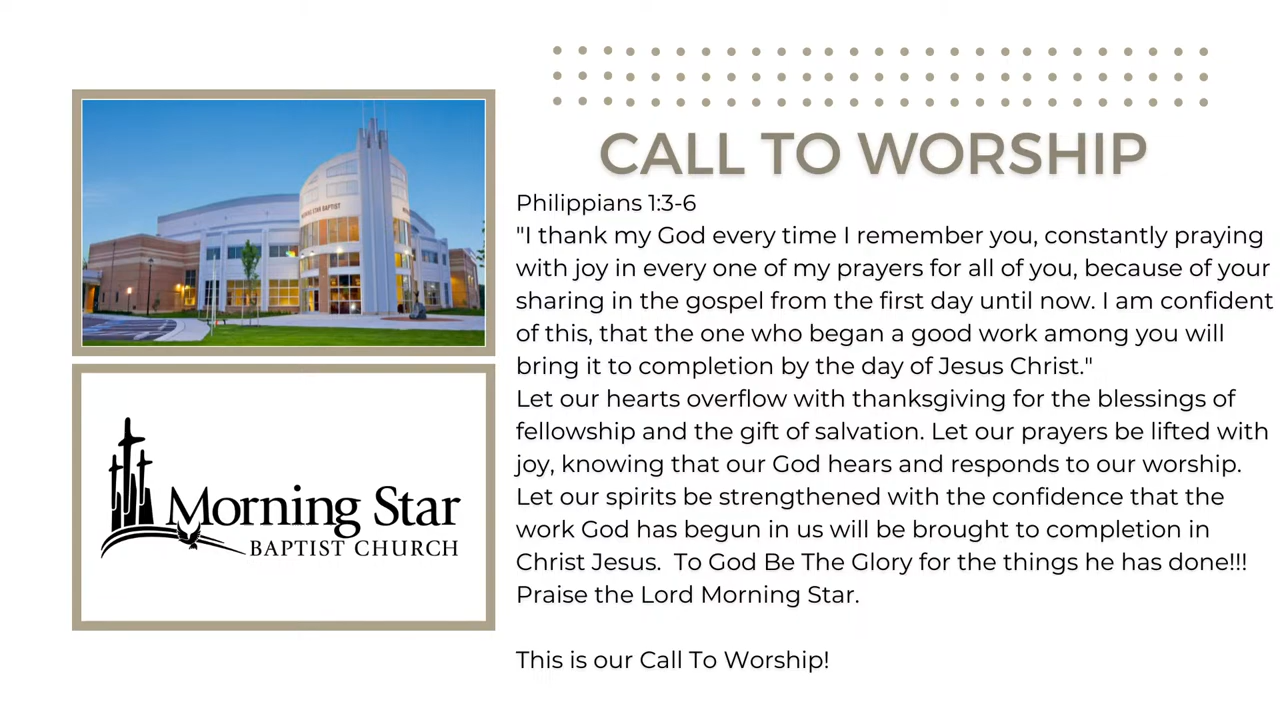 CALL TO WORSHIP
Philippians 1:3-6
"I thank my God every time I remember you, constantly praying
with joy in every one of my prayers for all of you, because of your
sharing in the gospel from the first day until now. I am confident
of this, that the one who began a good work among you will
bring it to completion by the day of Jesus Christ."
Let our hearts overflow with thanksgiving for the blessings of
fellowship and the gift of salvation. Let our prayers be lifted with
joy, knowing that our God hears and responds to our worship.
Let our spirits be strengthened with the confidence that the
work God has begun in us will be brought to completion in
Christ Jesus.  To God Be The Glory for the things he has done!!!
Praise the Lord Morning Star.
This is our Call To Worship!
MORNING STAR BAPTIST
Morning Star
BAPTIST CHURCH